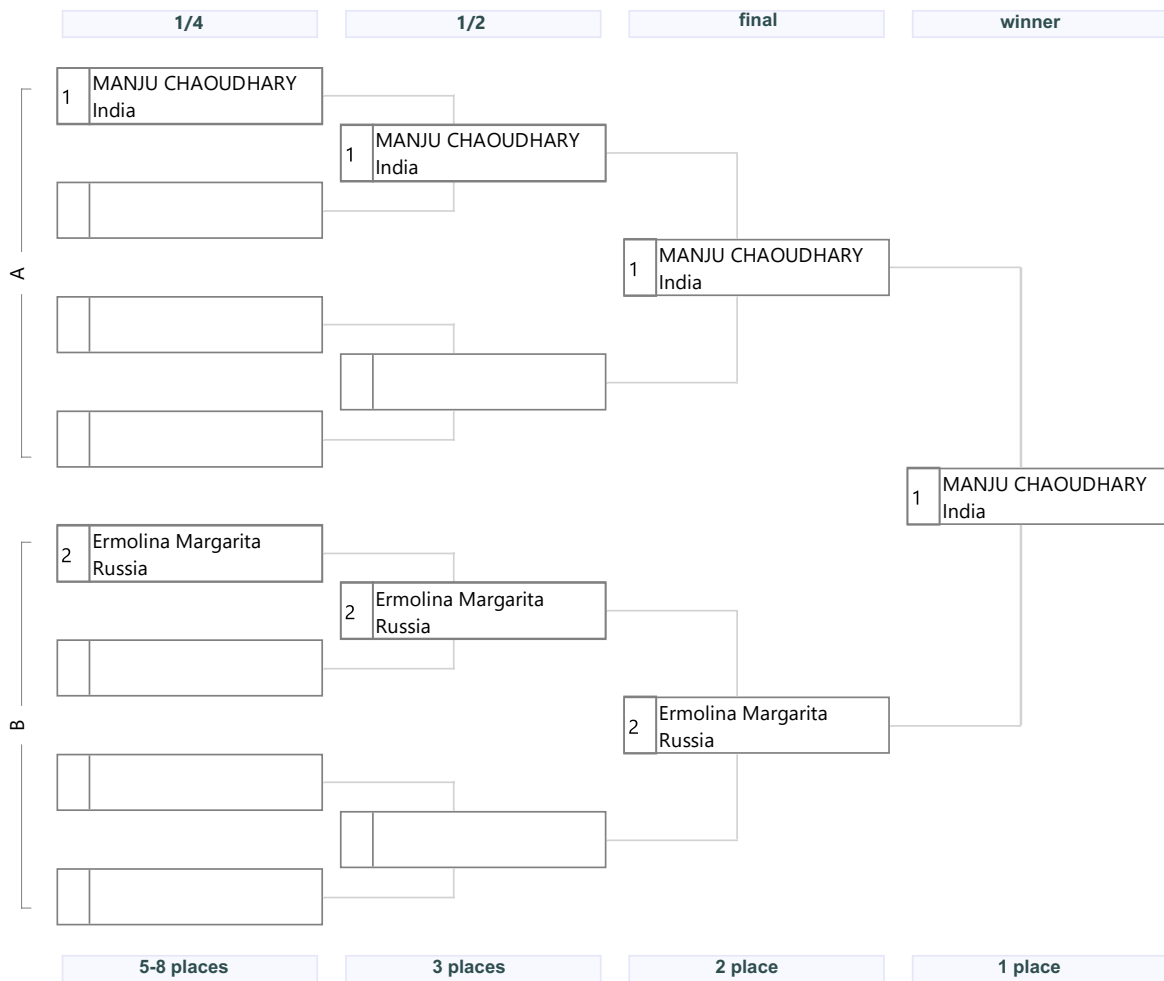 1/4
1/2
final
winner
1
MANJU CHAOUDHARY
India
1
MANJU CHAOUDHARY
India
1
MANJU CHAOUDHARY
India
A
1
MANJU CHAOUDHARY
India
2
Ermolina Margarita
Russia
2
Ermolina Margarita
Russia
2
Ermolina Margarita
Russia
B
5-8 places
3 places
2 place
1 place